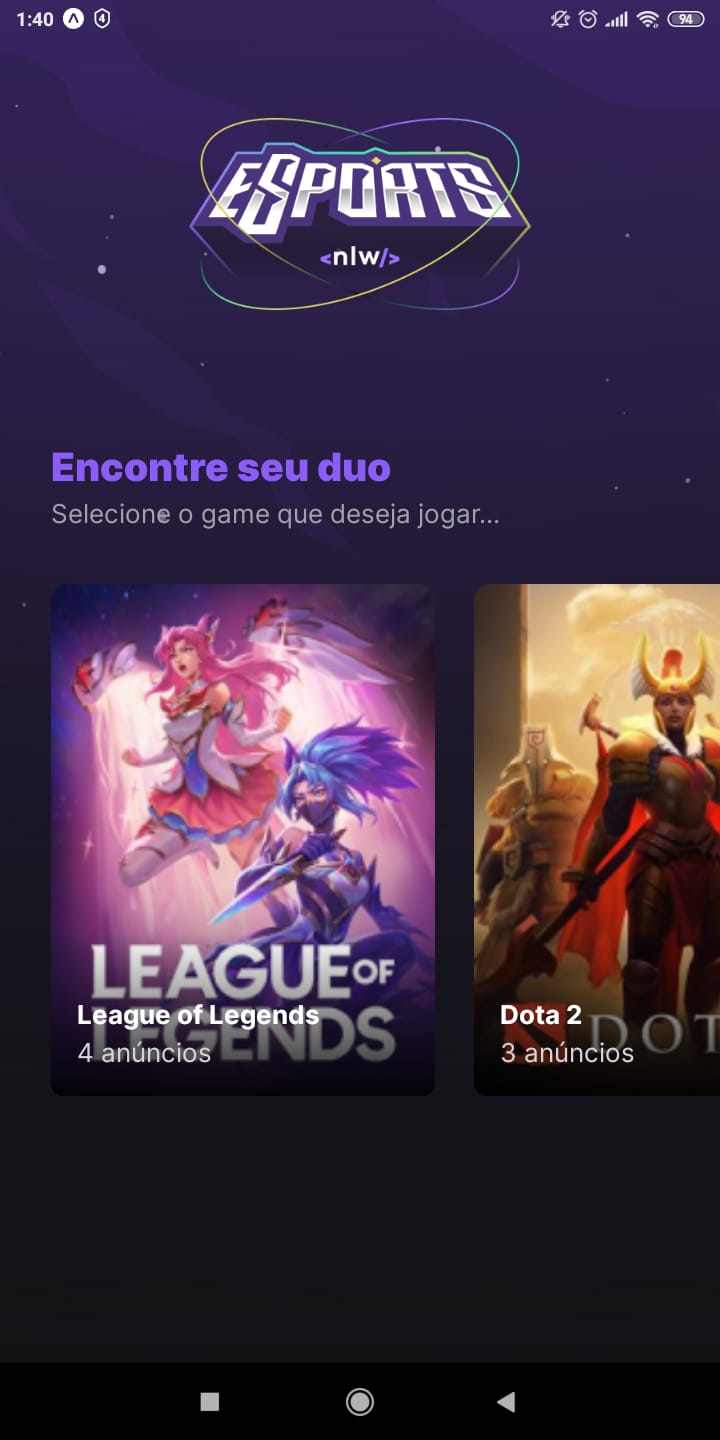 1:40
4
94
ESPORTS
<nlw/>
Encontre seu duo
Selecione o game que deseja jogar...
LEAGUE OF
LEGENDS
League of Legends
4 anúncios
DOT
Dota 2
3 anúncios